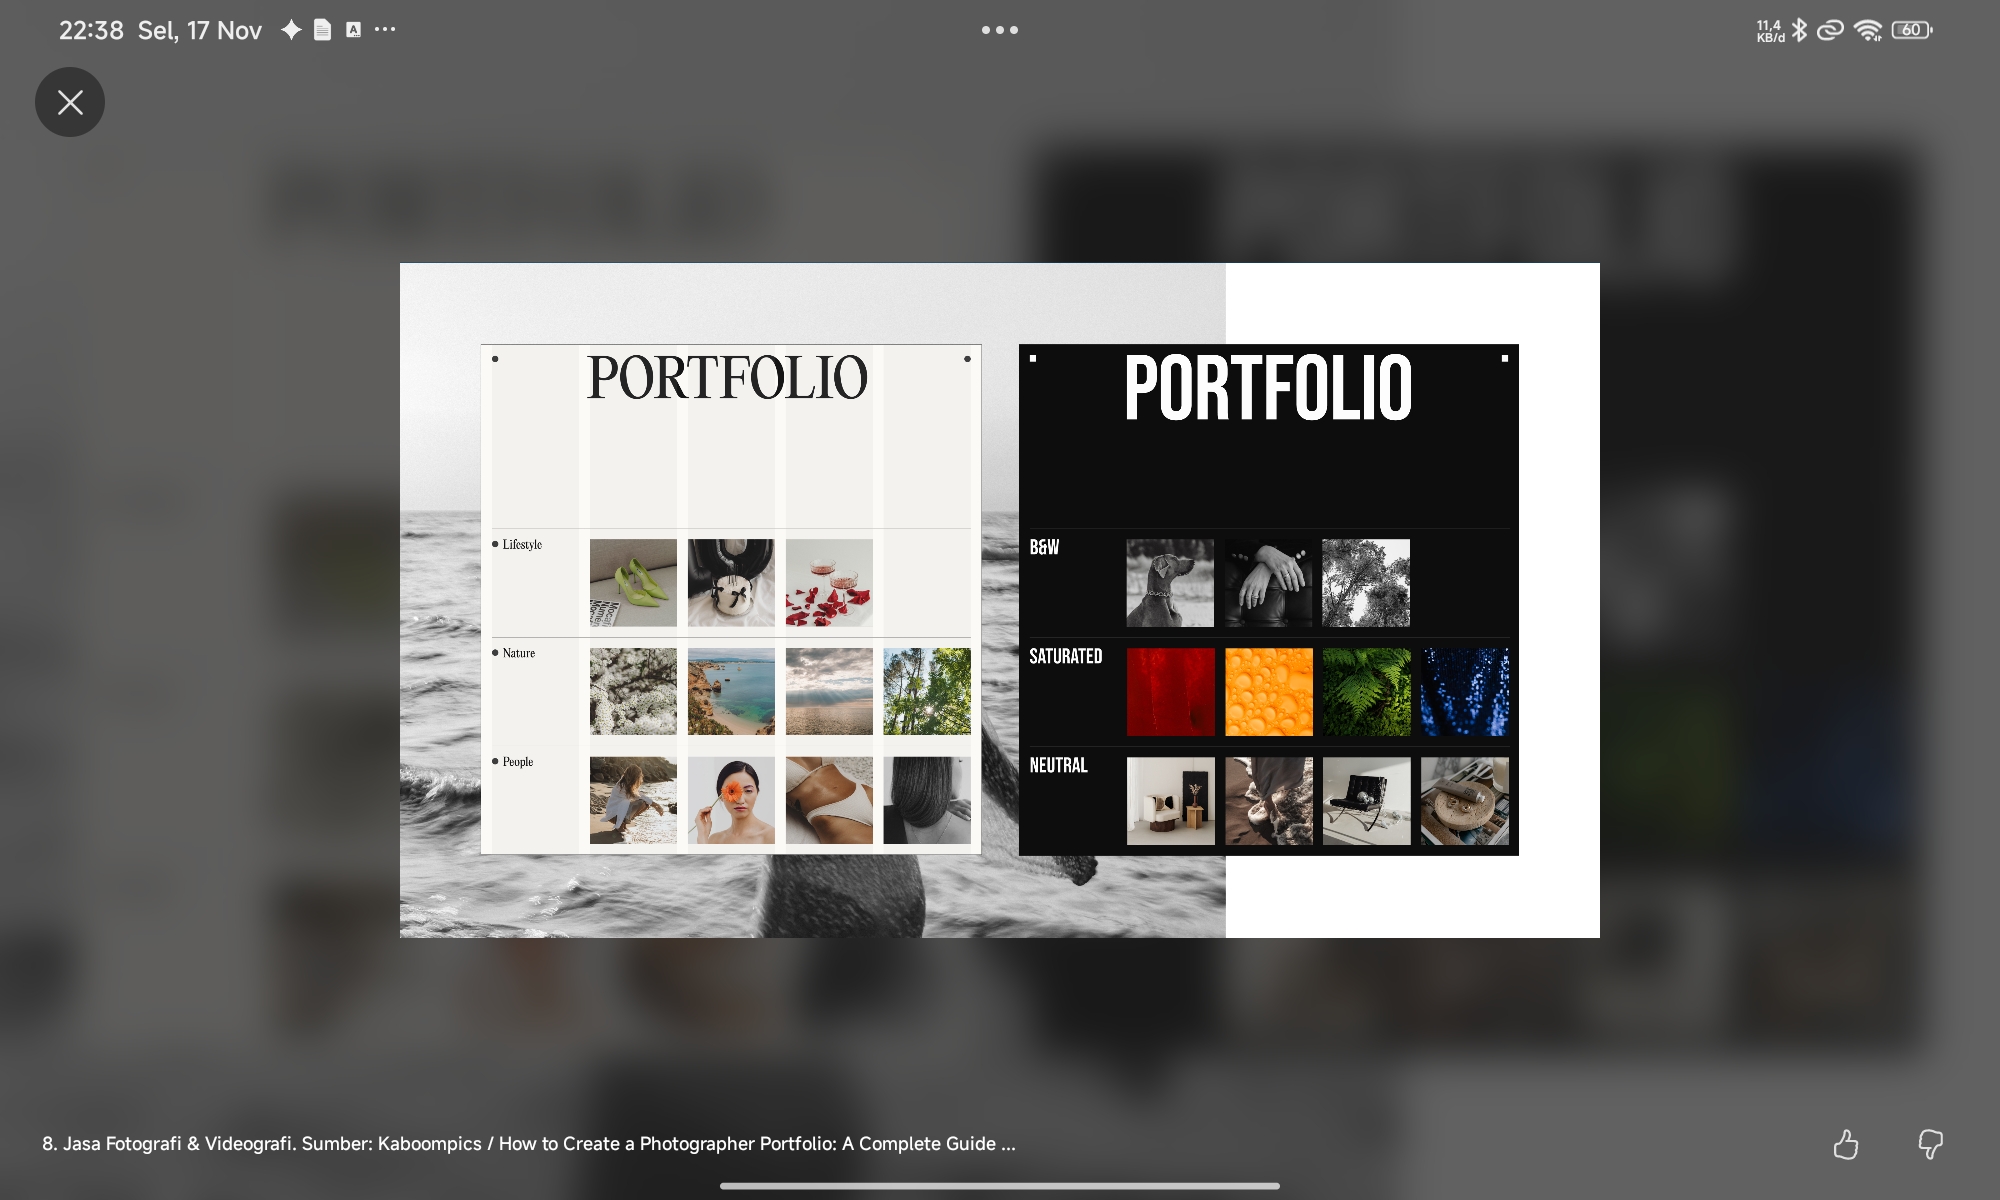 22:38 Sel, 17 Nov
A
11,4
KB/d
60
PORTFOLIO
Lifestyle
Nature
People
PORTFOLIO
B&W
SATURATED
NEUTRAL
8. Jasa Fotografi & Videografi. Sumber: Kaboompics / How to Create a Photographer Portfolio: A Complete Guide ...